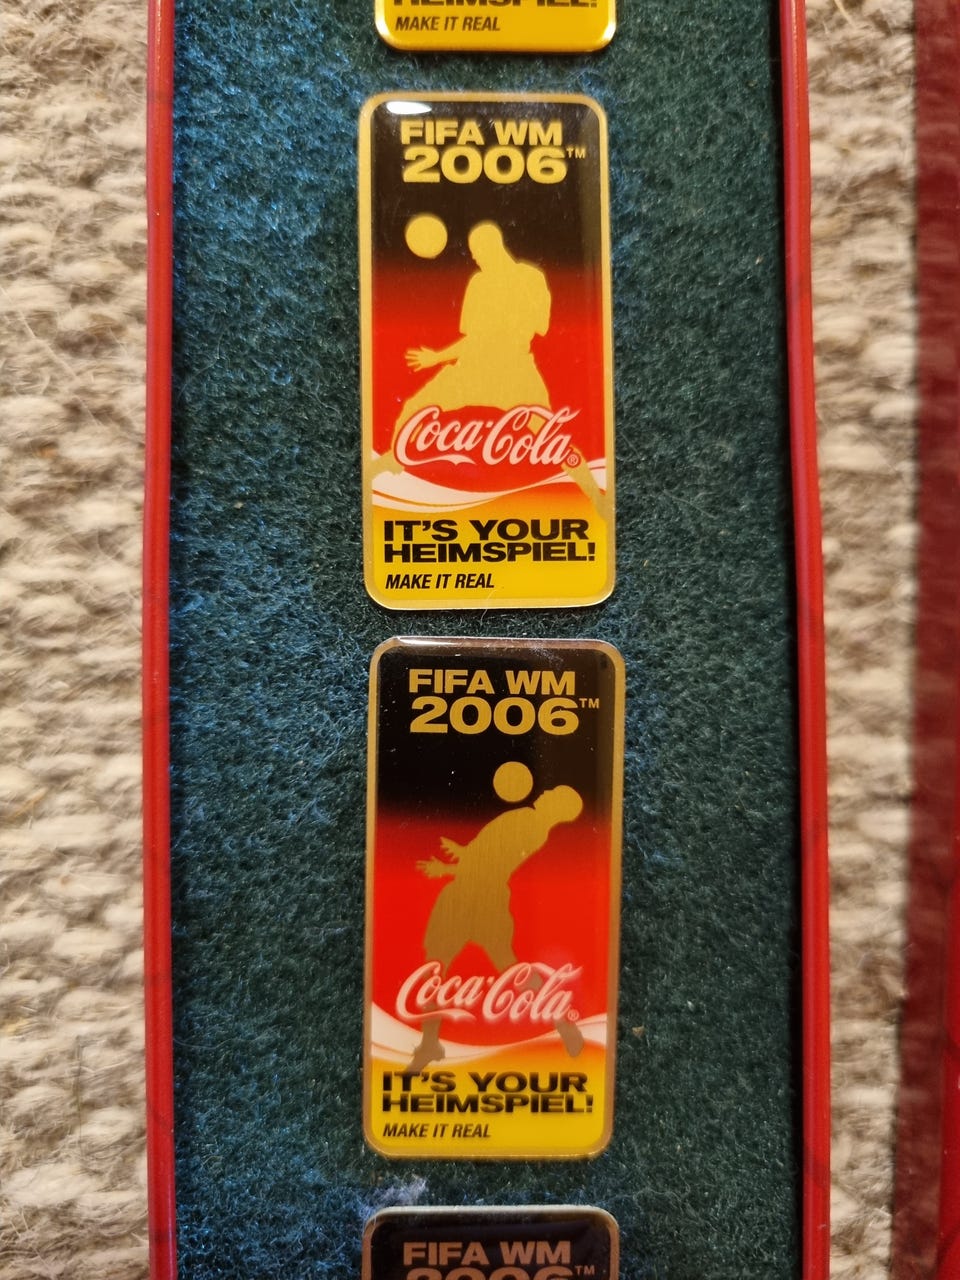 HEIMSPIEL!
MAKE IT REAL
FIFA WM
2006™
Coca-Cola®
IT'S YOUR
HEIMSPIEL!
MAKE IT REAL
FIFA WM
2006™
Coca-Cola®
IT'S YOUR
HEIMSPIEL!
MAKE IT REAL
FIFA WM
2006™